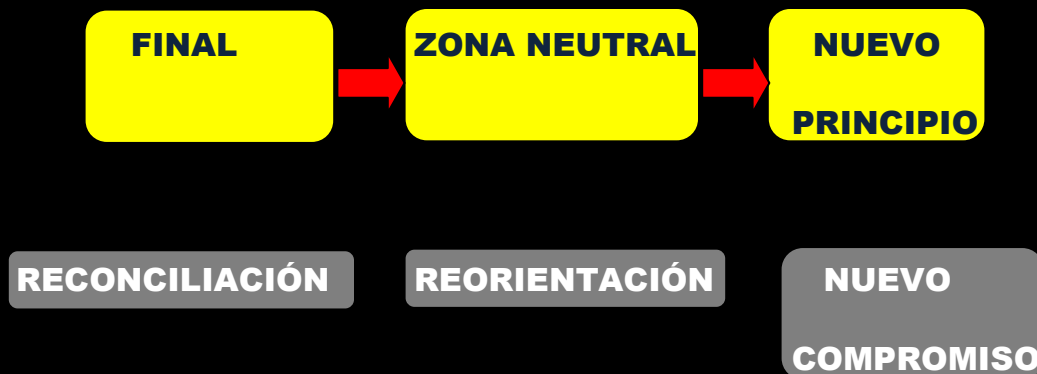 FINAL
ZONA NEUTRAL
NUEVO
PRINCIPIO
RECONCILIACIÓN
REORIENTACIÓN
NUEVO
COMPROMISO